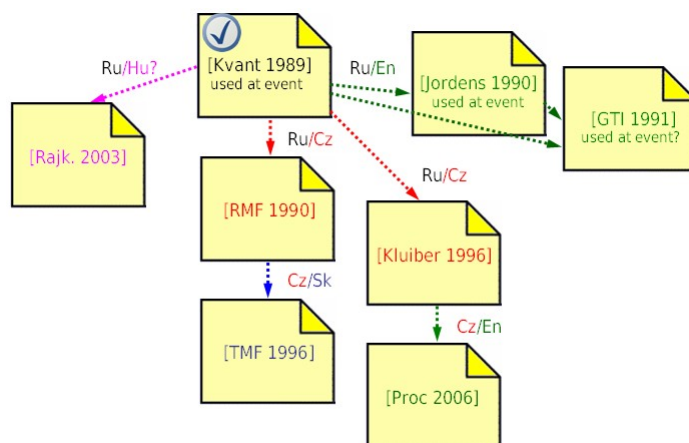 [Kvant 1989]
used at event
Ru/Hu?
Ru/En
[Jordens 1990]
used at event
[GTI 1991]
used at event?
[Rajk. 2003]
Ru/Cz
Ru/Cz
[RMF 1990]
[Kluiber 1996]
Cz/Sk
Cz/En
[TMF 1996]
[Proc 2006]